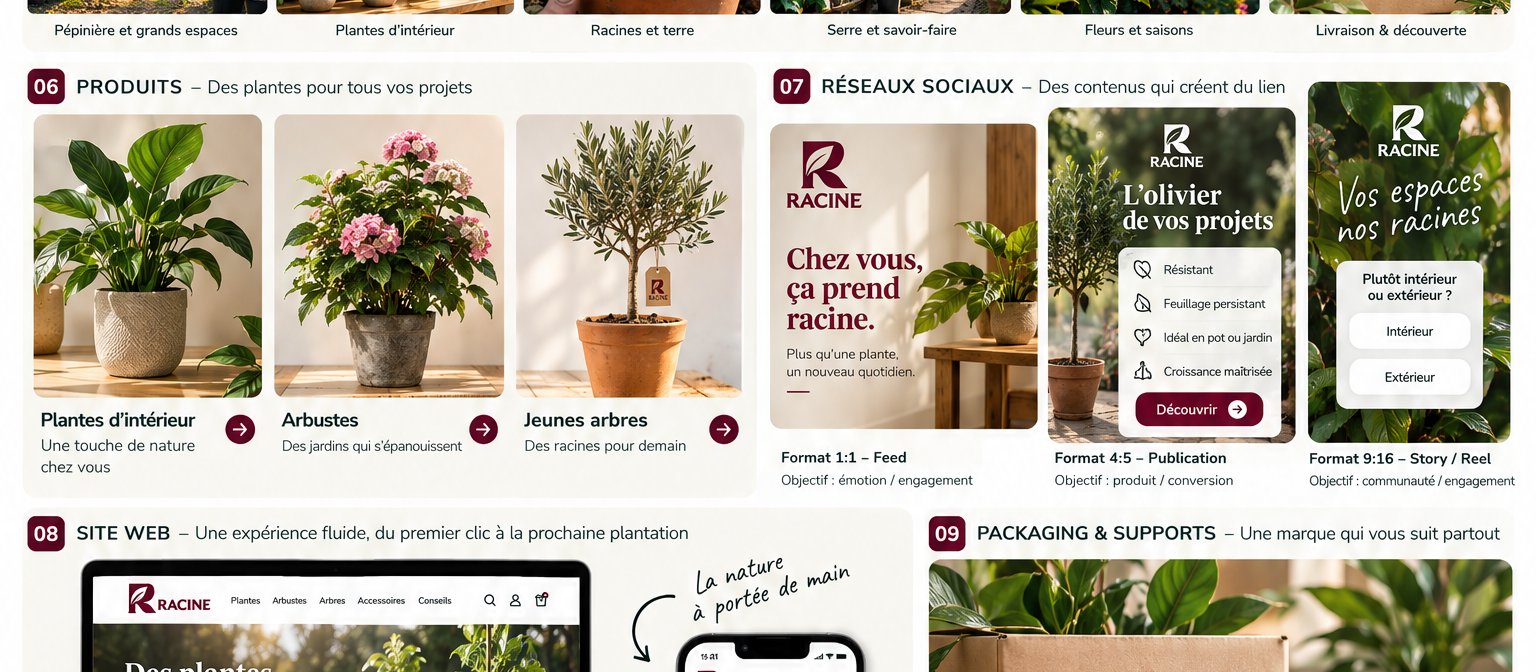 Pépinière et grands espaces
Plantes d’intérieur
Racines et terre
Serre et savoir-faire
Fleurs et saisons
Livraison & découverte
06 PRODUITS – Des plantes pour tous vos projets
RACINE
Plantes d’intérieur
Une touche de nature
chez vous
Arbustes
Des jardins qui s’épanouissent
Jeunes arbres
Des racines pour demain
07 RÉSEAUX SOCIAUX – Des contenus qui créent du lien
RACINE
Chez vous,
ça prend
racine.
Plus qu'une plante,
un nouveau quotidien.
Format 1:1 – Feed
Objectif : émotion / engagement
RACINE
L’olivier
de vos projets
Résistant
Feuillage persistant
Idéal en pot ou jardin
Croissance maîtrisée
Découvrir
Format 4:5 – Publication
Objectif : produit / conversion
RACINE
Vos espaces
nos racines
Plutôt intérieur
ou extérieur ?
Intérieur
Extérieur
Format 9:16 – Story / Reel
Objectif : communauté / engagement
08 SITE WEB – Une expérience fluide, du premier clic à la prochaine plantation
RACINE
Plantes Arbustes Arbres Accessoires Conseils
Des plantes
La nature
à portée de main
09 PACKAGING & SUPPORTS – Une marque qui vous suit partout